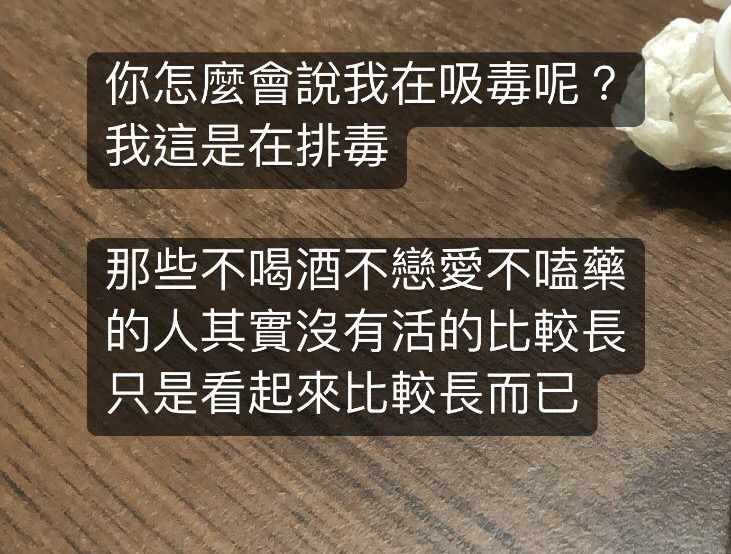 你怎麼會說我在吸毒呢？
我這是在排毒
那些不喝酒不戀愛不嗑藥
的人其實沒有活的比較長
只是看起來比較長而已